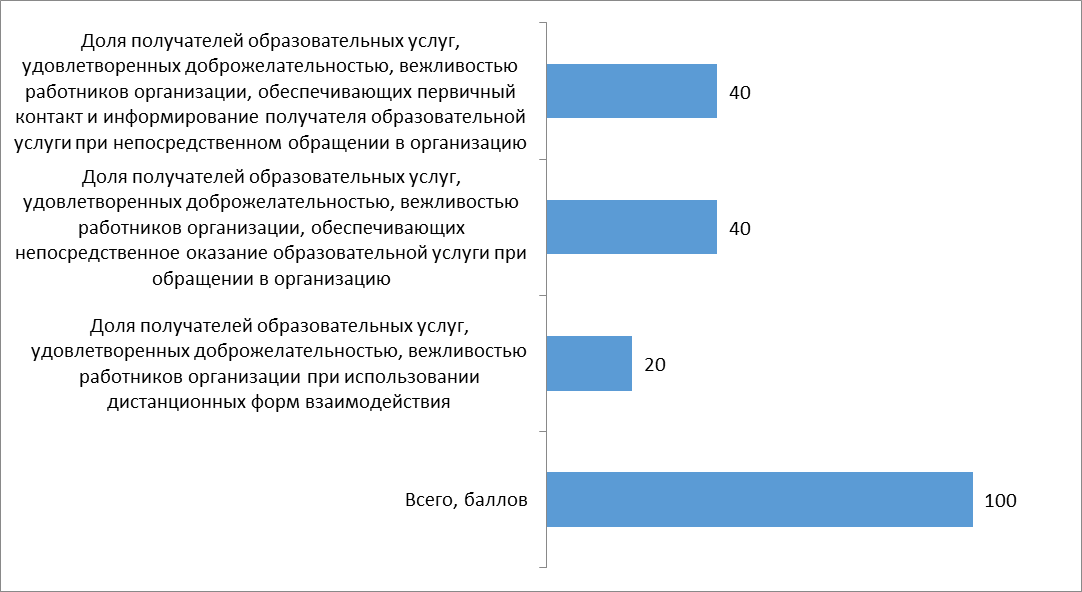 Доля получателей образовательных услуг,
удовлетворенных доброжелательностью, вежливостью
работников организации, обеспечивающих первичный
контакт и информирование получателя образовательной
услуги при непосредственном обращении в организацию
40
Доля получателей образовательных услуг,
удовлетворенных доброжелательностью, вежливостью
работников организации, обеспечивающих
непосредственное оказание образовательной услуги при
обращении в организацию
40
Доля получателей образовательных услуг,
удовлетворенных доброжелательностью, вежливостью
работников организации при использовании
дистанционных форм взаимодействия
20
Всего, баллов
100